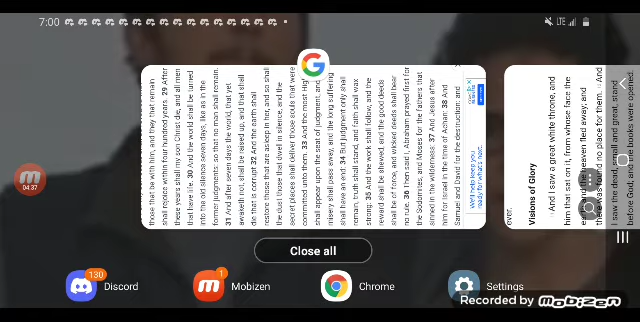 7:00
LTE
04:37
those that be with him, and they that remain
shall rejoice within four hundred years. 29 After
these years shall my son Christ die, and all men
that have life. 30 And the world shall be turned
into the old silence seven days, like as in the
former judgments: so that no man shall remain.
31 And after seven days the world, that yet
awaketh not, shall be raised up, and that shall
die that is corrupt 32 And the earth shall
restore those that are asleep in her, and so shall
the dust those that dwell in silence, and the
secret places shall deliver those souls that were
committed unto them. 33 And the most High
shall appear upon the seat of judgment, and
misery shall pass away, and the long suffering
shall have an end: 34 But judgment only shall
remain, truth shall stand, and faith shall wax
strong: 35 And the work shall follow, and the
reward shall be shewed, and the good deeds
shall be of force, and wicked deeds shall bear
no rule. 36 Then said I, Abraham prayed first for
the Sodomites, and Moses for the fathers that
sinned in the wilderness: 37 And Jesus after
him for Israel in the time of Achan: 38 And
Samuel and David for the destruction: and
We'll help keep you
ready for what's next.
ever.
Visions of Glory
And I saw a great white throne, and
him that sat on it, from whose face the
earth and the heaven fled away; and
there was found no place for them. And
I saw the dead, small and great, stand
before God; and the books were opened.
Close all
130
Discord
1
Mobizen
Chrome
Settings
Recorded by mobizen